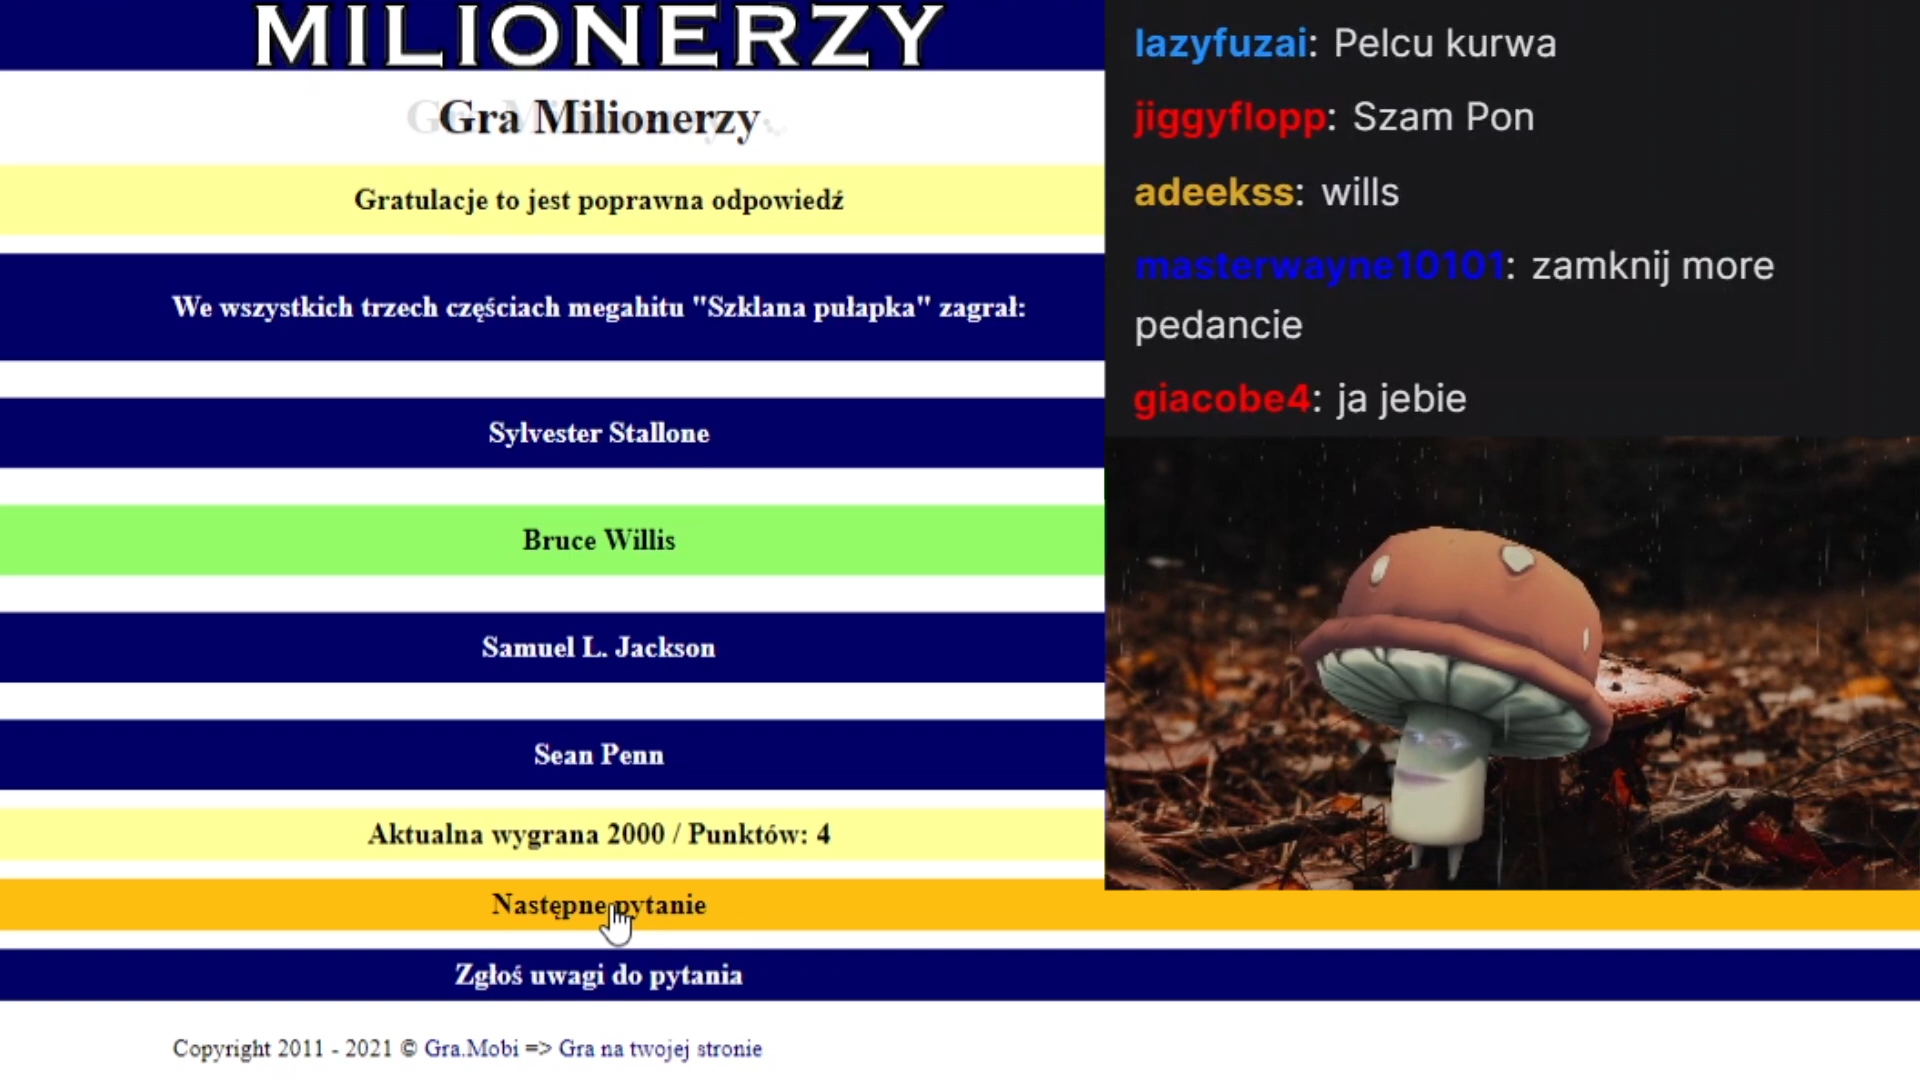 MILIONERZY
Gra Milionerzy
Gratulacje to jest poprawna odpowiedź
We wszystkich trzech częściach megahitu "Szklana pułapka" zagrał:
Sylvester Stallone
Bruce Willis
Samuel L. Jackson
Sean Penn
Aktualna wygrana 2000 / Punktów: 4
Następne pytanie
Zgłoś uwagi do pytania
Copyright 2011 - 2021 © Gra.Mobi => Gra na twojej stronie
lazyfuzai: Pelcu kurwa
jiggyflopp: Szam Pon
adeekss: wills
masterwayne10101: zamknij more
pedancie
giacobe4: ja jebie